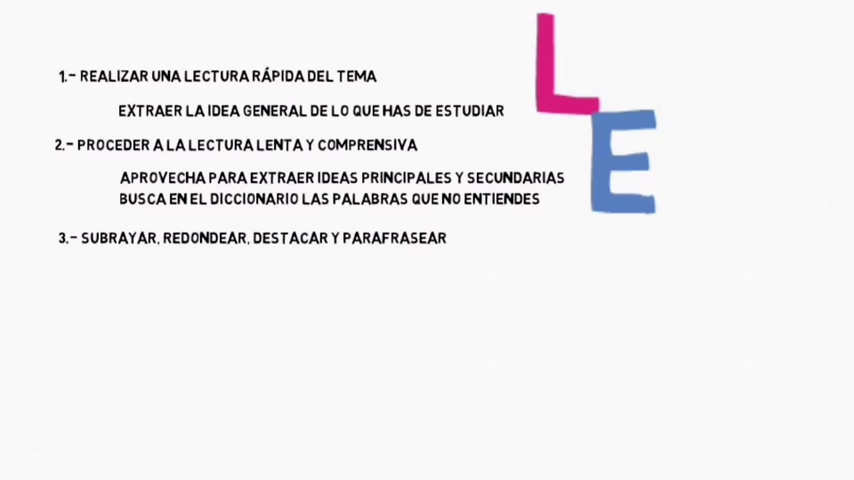 1.- REALIZAR UNA LECTURA RÁPIDA DEL TEMA
EXTRAER LA IDEA GENERAL DE LO QUE HAS DE ESTUDIAR
2.- PROCEDER A LA LECTURA LENTA Y COMPRENSIVA
APROVECHA PARA EXTRAER IDEAS PRINCIPALES Y SECUNDARIAS
BUSCA EN EL DICCIONARIO LAS PALABRAS QUE NO ENTIENDES
3.- SUBRAYAR, REDONDEAR, DESTACAR Y PARAFRASEAR
L
E